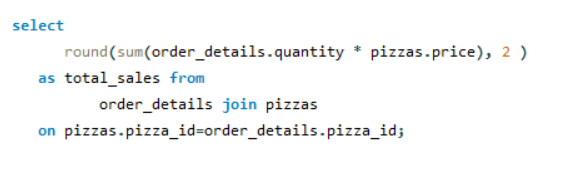 select
round(sum(order_details.quantity * pizzas.price), 2 )
as total_sales from
order_details join pizzas
on pizzas.pizza_id=order_details.pizza_id;